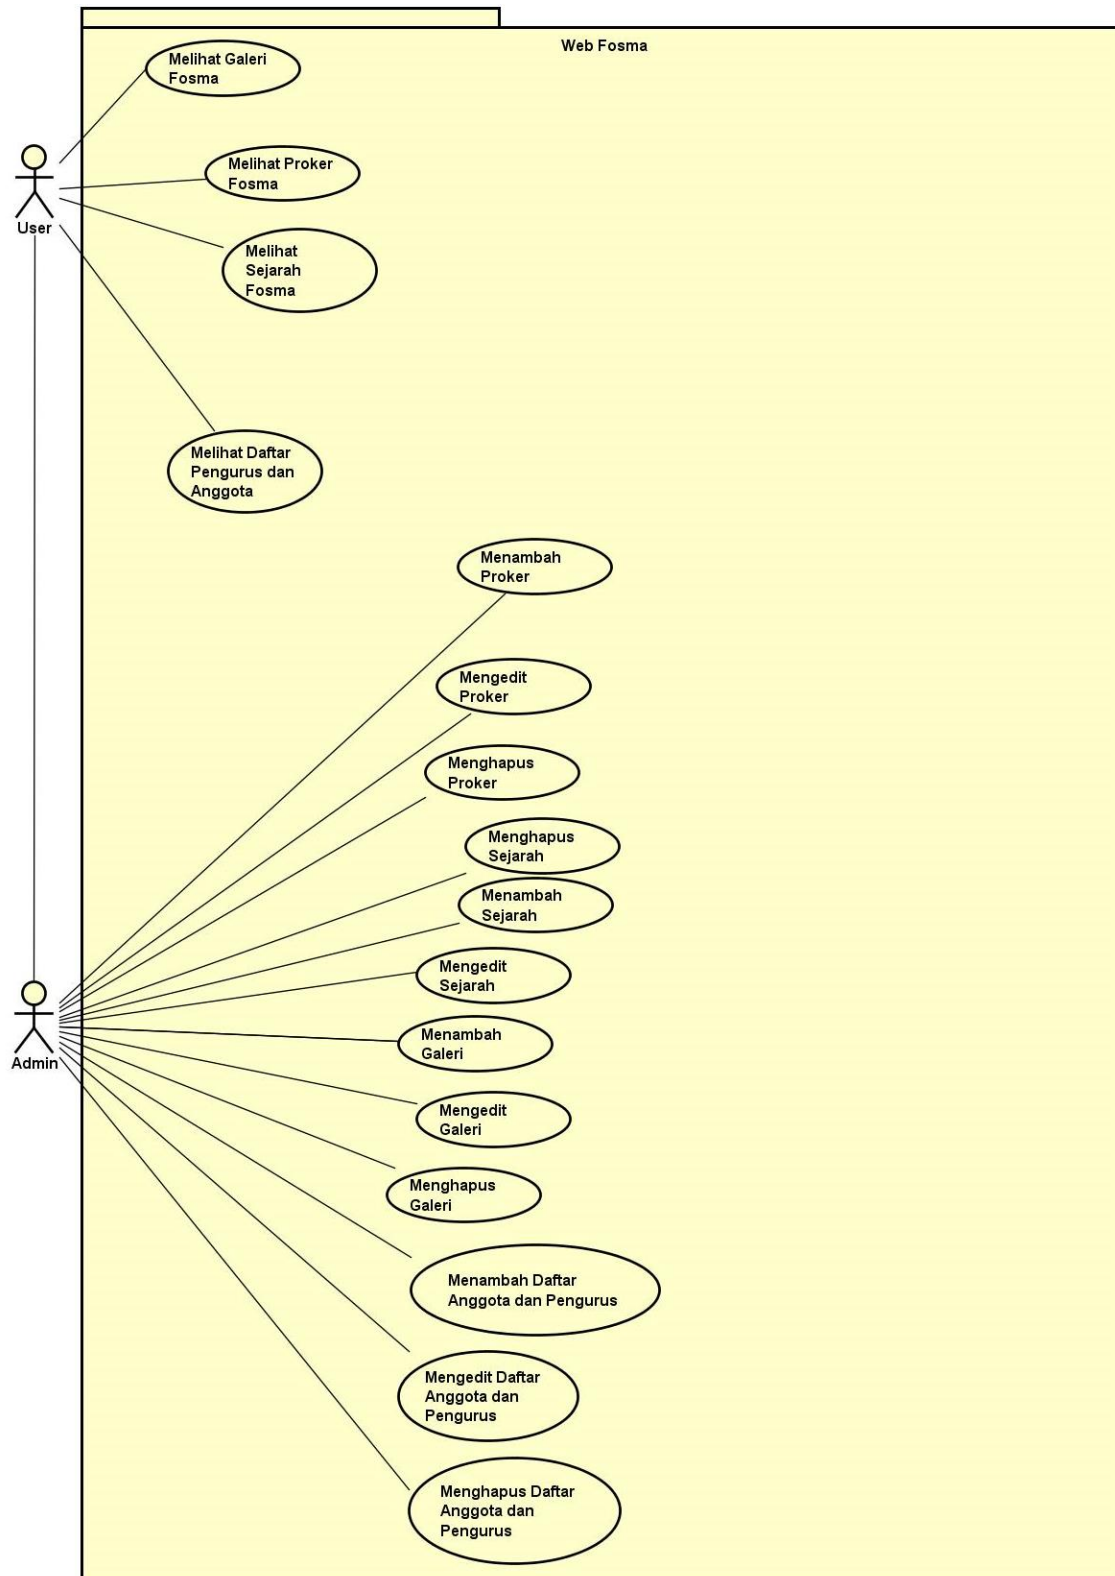 Web Fosma
Melihat Galeri
Fosma
Melihat Proker
Fosma
User
Melihat
Sejarah
Fosma
Melihat Daftar
Pengurus dan
Anggota
Menambah
Proker
Mengedit
Proker
Menghapus
Proker
Menghapus
Sejarah
Menambah
Sejarah
Mengedit
Sejarah
Admin
Menambah
Galeri
Mengedit
Galeri
Menghapus
Galeri
Menambah Daftar
Anggota dan Pengurus
Mengedit Daftar
Anggota dan
Pengurus
Menghapus Daftar
Anggota dan
Pengurus